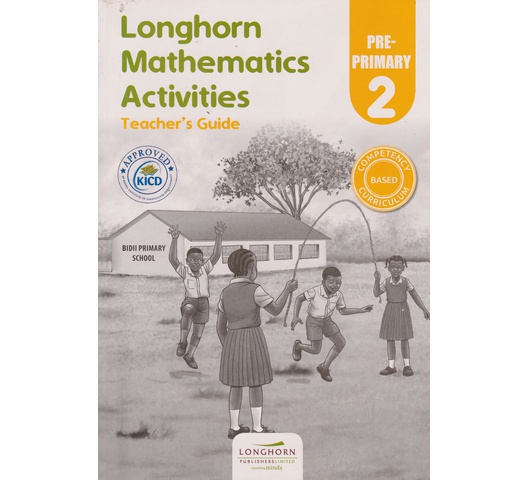 Longhorn
Mathematics
Activities
Teacher's Guide
PRE-
PRIMARY
2
APPROVED
KICD
COMPETENCY
BASED
CURRICULUM
BIDII PRIMARY
SCHOOL
LONGHORN
PUBLISHERS LIMITED